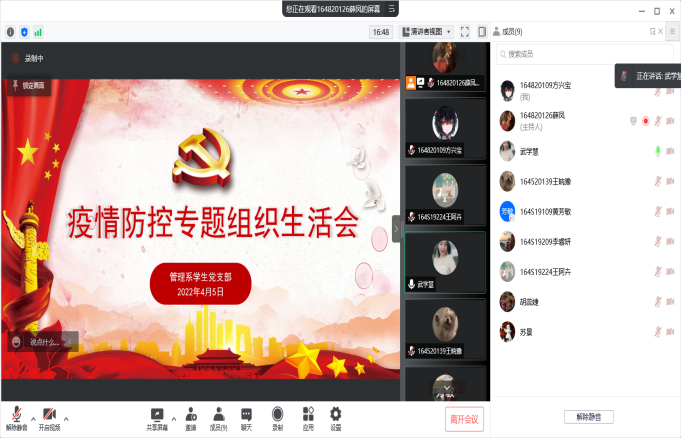 您正在观看164820126薛凤的屏幕
16:48
演讲者视图
成员(9)
录制中
锁定画面
疫情防控专题组织生活会
管理系学生党支部
2022年4月5日
说点什么...
164820126薛凤...
164820109方兴宝
164S19224王阿卉
武学慧
164520139王婉豫
搜索成员
正在讲话: 武学慧
164820109方兴宝
(我)
164820126薛凤
(主持人)
武学慧
164520139王婉豫
芳敏
164S19109黄芳敏
164S19209李睿妍
164S19224王阿卉
胡蕊婕
苏晏
解除静音
开启视频
共享屏幕
邀请
成员(9)
聊天
录制
应用
设置
离开会议
解除静音